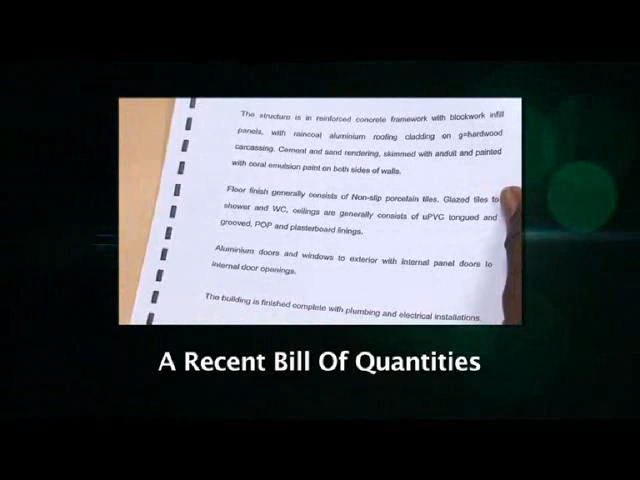 The structure is in reinforced concrete framework with blockwork infill
panels, with raincoal aluminium roofing cladding on g=hardwood
carcassing. Cement and sand rendering, skimmed with anduit and painted
with coral emulsion paint on both sides of walls.
Floor finish generally consists of Non-slip porcelain tiles. Glazed tiles to
shower and WC, ceilings are generally consists of uPVC tongued and
grooved, POP and plasterboard linings.
Aluminium doors and windows to exterior with internal panel doors to
internal door openings.
The building is finished complete with plumbing and electrical installations.
A Recent Bill Of Quantities